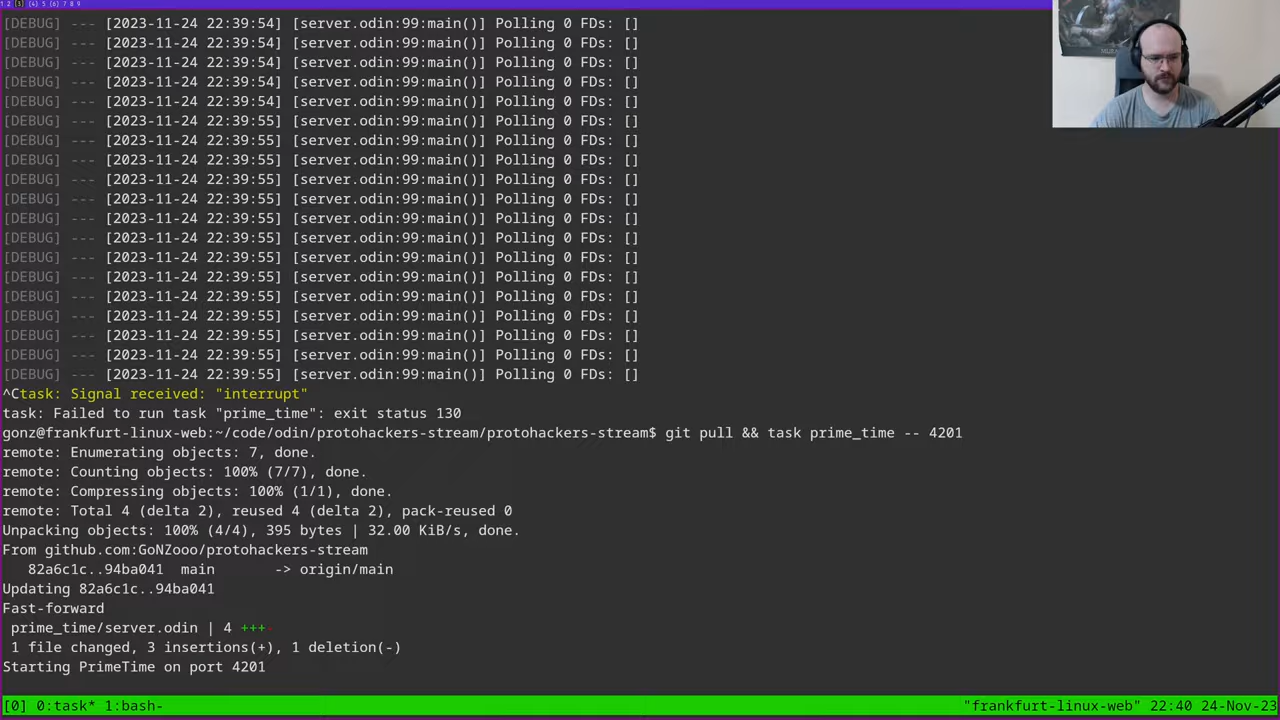 1 2 [3] (4) 5 (6) 7 8 9
[DEBUG] --- [2023-11-24 22:39:54] [server.odin:99:main()] Polling 0 FDs: []
[DEBUG] --- [2023-11-24 22:39:54] [server.odin:99:main()] Polling 0 FDs: []
[DEBUG] --- [2023-11-24 22:39:54] [server.odin:99:main()] Polling 0 FDs: []
[DEBUG] --- [2023-11-24 22:39:54] [server.odin:99:main()] Polling 0 FDs: []
[DEBUG] --- [2023-11-24 22:39:54] [server.odin:99:main()] Polling 0 FDs: []
[DEBUG] --- [2023-11-24 22:39:55] [server.odin:99:main()] Polling 0 FDs: []
[DEBUG] --- [2023-11-24 22:39:55] [server.odin:99:main()] Polling 0 FDs: []
[DEBUG] --- [2023-11-24 22:39:55] [server.odin:99:main()] Polling 0 FDs: []
[DEBUG] --- [2023-11-24 22:39:55] [server.odin:99:main()] Polling 0 FDs: []
[DEBUG] --- [2023-11-24 22:39:55] [server.odin:99:main()] Polling 0 FDs: []
[DEBUG] --- [2023-11-24 22:39:55] [server.odin:99:main()] Polling 0 FDs: []
[DEBUG] --- [2023-11-24 22:39:55] [server.odin:99:main()] Polling 0 FDs: []
[DEBUG] --- [2023-11-24 22:39:55] [server.odin:99:main()] Polling 0 FDs: []
[DEBUG] --- [2023-11-24 22:39:55] [server.odin:99:main()] Polling 0 FDs: []
[DEBUG] --- [2023-11-24 22:39:55] [server.odin:99:main()] Polling 0 FDs: []
[DEBUG] --- [2023-11-24 22:39:55] [server.odin:99:main()] Polling 0 FDs: []
[DEBUG] --- [2023-11-24 22:39:55] [server.odin:99:main()] Polling 0 FDs: []
[DEBUG] --- [2023-11-24 22:39:55] [server.odin:99:main()] Polling 0 FDs: []
[DEBUG] --- [2023-11-24 22:39:55] [server.odin:99:main()] Polling 0 FDs: []
^Ctask: Signal received: "interrupt"
task: Failed to run task "prime_time": exit status 130
gonz@frankfurt-linux-web:~/code/odin/protohackers-stream/protohackers-stream$ git pull && task prime_time -- 4201
remote: Enumerating objects: 7, done.
remote: Counting objects: 100% (7/7), done.
remote: Compressing objects: 100% (1/1), done.
remote: Total 4 (delta 2), reused 4 (delta 2), pack-reused 0
Unpacking objects: 100% (4/4), 395 bytes | 32.00 KiB/s, done.
From github.com:GoNZooo/protohackers-stream
   82a6c1c..94ba041  main       -> origin/main
Updating 82a6c1c..94ba041
Fast-forward
 prime_time/server.odin | 4 +++-
 1 file changed, 3 insertions(+), 1 deletion(-)
Starting PrimeTime on port 4201
[0] 0:task* 1:bash- "frankfurt-linux-web" 22:40 24-Nov-23